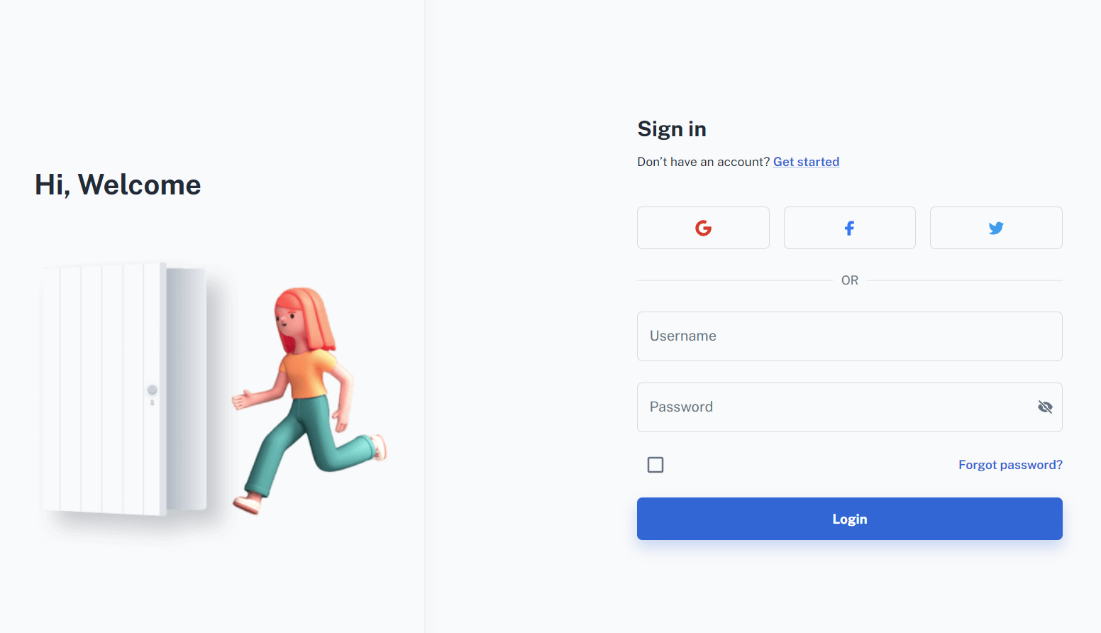 Hi, Welcome
Sign in
Don't have an account? Get started
OR
Username
Password
Forgot password?
Login